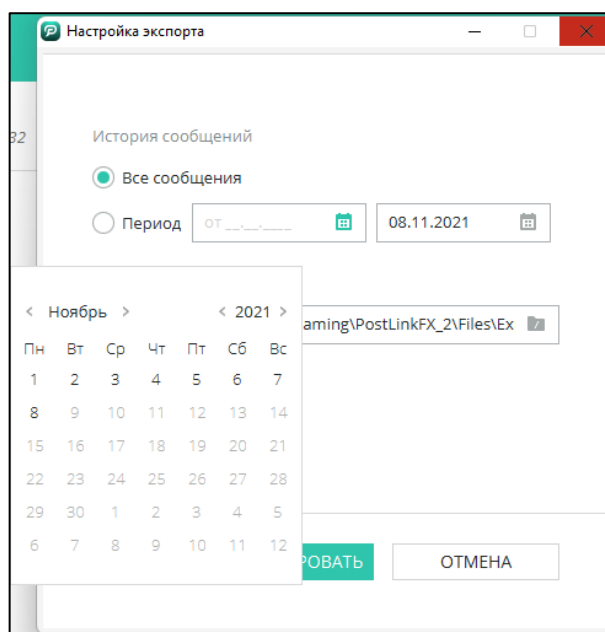 Настройка экспорта
32
История сообщений
Все сообщения
Период от __.__.____ 08.11.2021
< Ноябрь > < 2021 >
aming\PostLinkFX_2\Files\Ex
Пн Вт Ср Чт Пт Сб Вс
1 2 3 4 5 6 7
8 9 10 11 12 13 14
15 16 17 18 19 20 21
22 23 24 25 26 27 28
29 30 1 2 3 4 5
6 7 8 9 10 11 12
РОВАТЬ ОТМЕНА